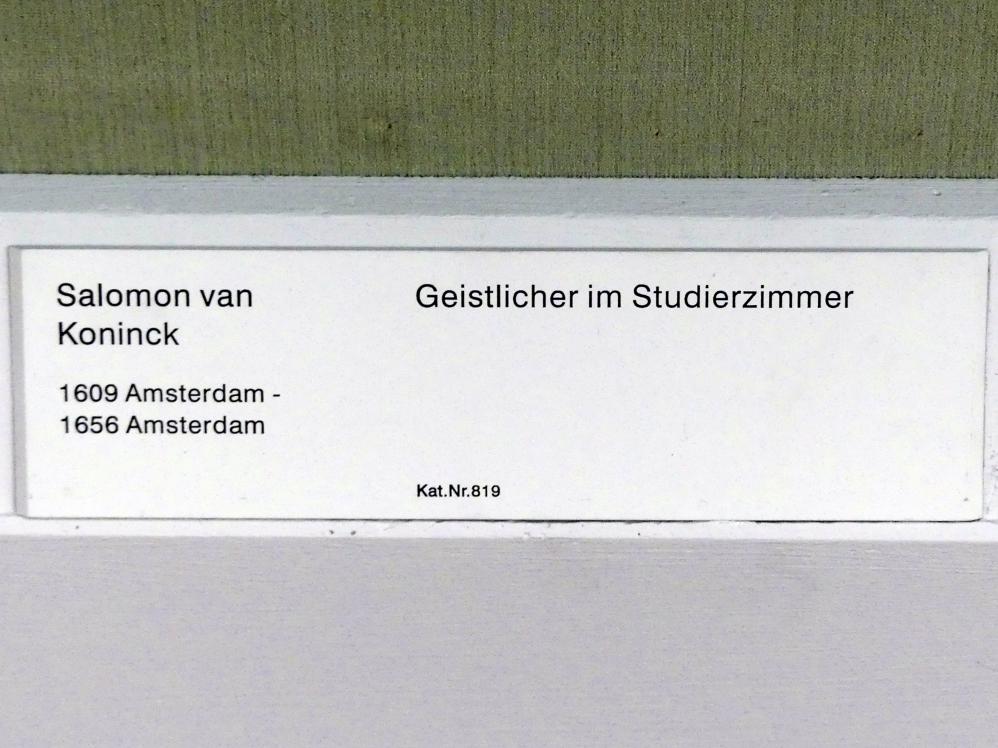 Salomon van
Koninck
1609 Amsterdam -
1656 Amsterdam
Geistlicher im Studierzimmer
Kat.Nr.819